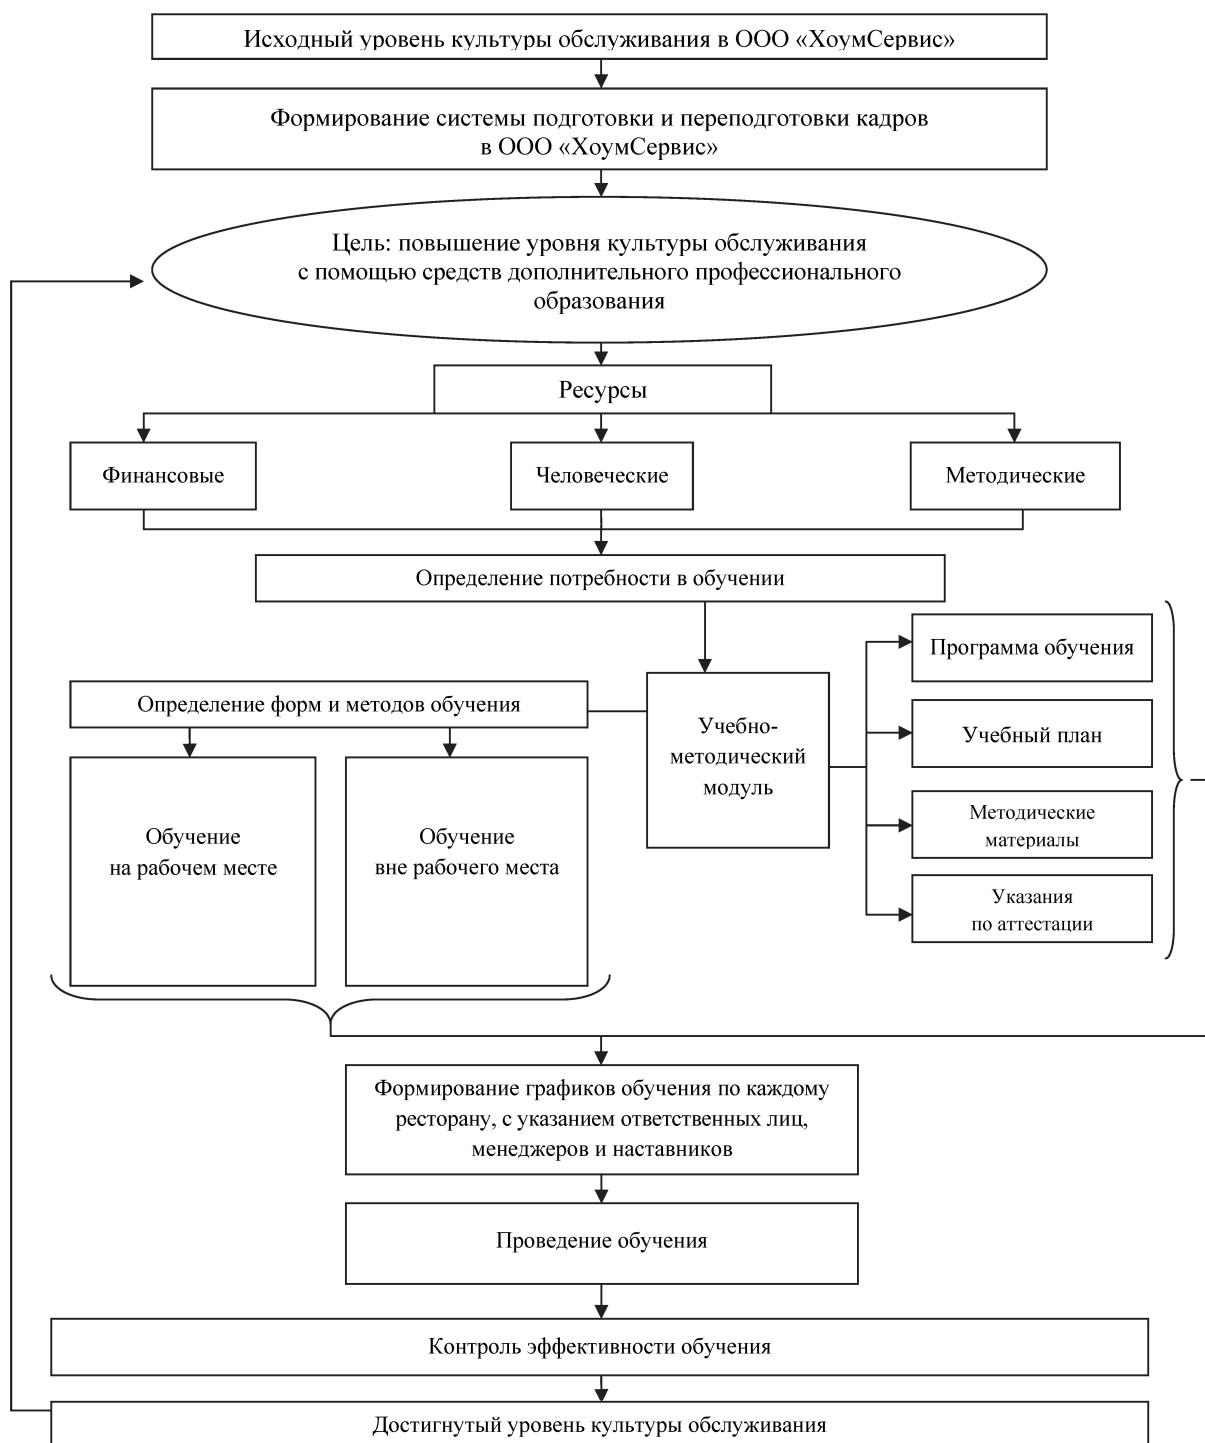 Исходный уровень культуры обслуживания в ООО «ХоумСервис»
Формирование системы подготовки и переподготовки кадров
в ООО «ХоумСервис»
Цель: повышение уровня культуры обслуживания
с помощью средств дополнительного профессионального
образования
Ресурсы
Финансовые
Человеческие
Методические
Определение потребности в обучении
Определение форм и методов обучения
Обучение
на рабочем месте
Обучение
вне рабочего места
Учебно-
методический
модуль
Программа обучения
Учебный план
Методические
материалы
Указания
по аттестации
Формирование графиков обучения по каждому
ресторану, с указанием ответственных лиц,
менеджеров и наставников
Проведение обучения
Контроль эффективности обучения
Достигнутый уровень культуры обслуживания